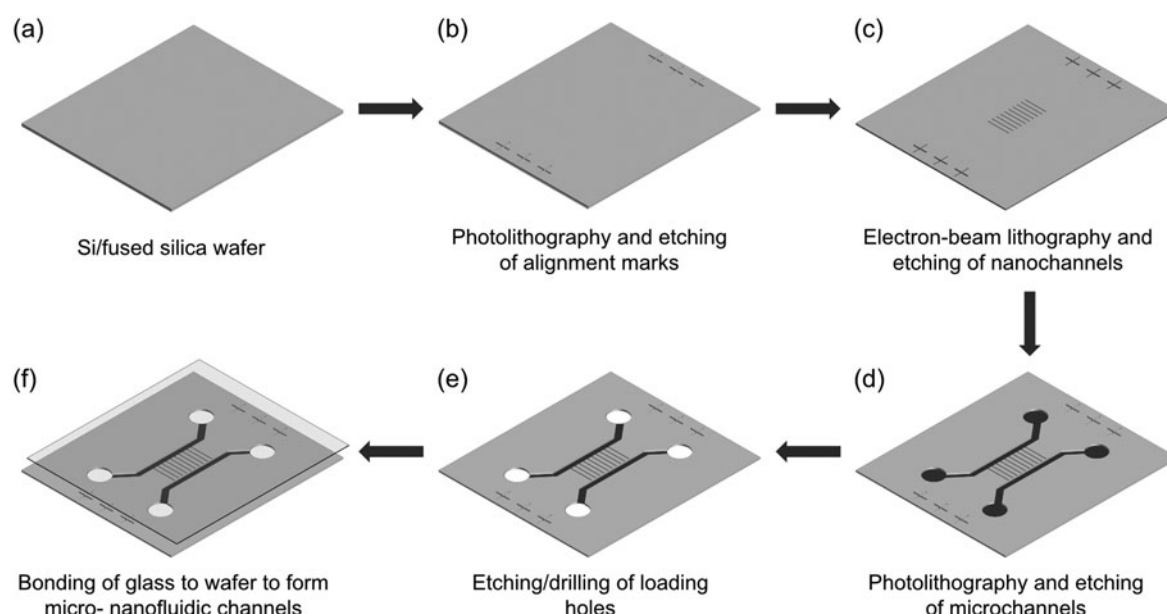 (a)
Si/fused silica wafer
(b)
Photolithography and etching
of alignment marks
(c)
Electron-beam lithography and
etching of nanochannels
(d)
Photolithography and etching
of microchannels
(e)
Etching/drilling of loading
holes
(f)
Bonding of glass to wafer to form
micro- nanofluidic channels